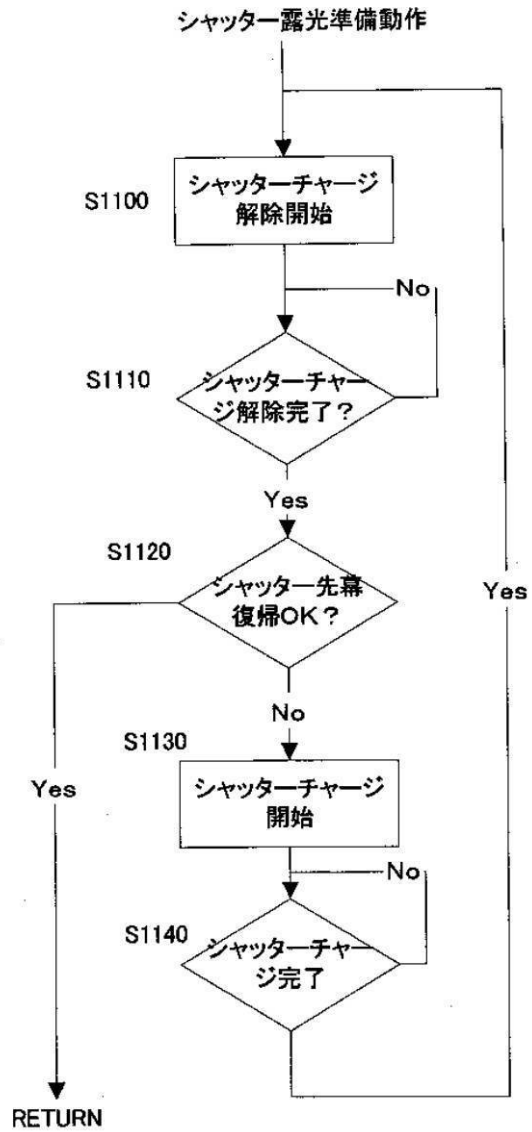 シャッター露光準備動作
S1100
シャッターチャージ
解除開始
No
S1110
シャッターチャー
ジ解除完了？
Yes
S1120
シャッター先幕
復帰OK？
Yes
No
S1130
Yes
シャッターチャージ
開始
No
S1140
シャッターチャー
ジ完了
RETURN